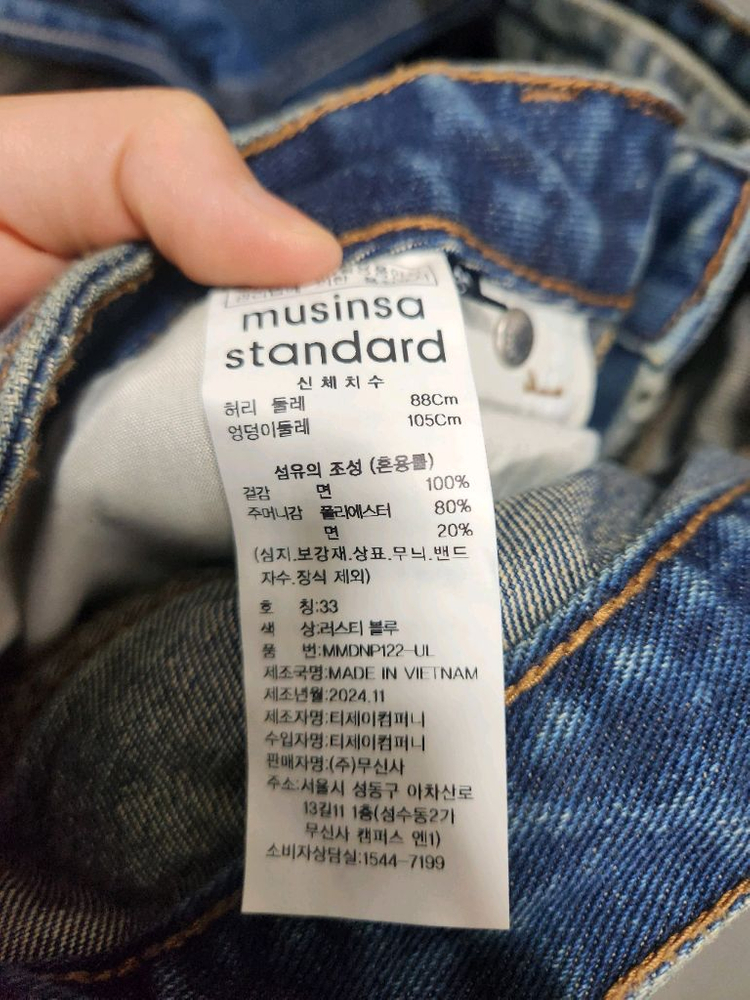 musinsa
standard
신체치수
허리 둘레 88Cm
엉덩이둘레 105Cm
섬유의 조성 (혼용률)
겉감 면 100%
주머니감 폴리에스터 80%
면 20%
(심지.보강재.상표.무늬.밴드
자수.장식 제외)
호 칭:33
색 상:러스티 블루
품 번:MMDNP122-UL
제조국명:MADE IN VIETNAM
제조년월:2024.11
제조자명:티제이컴퍼니
수입자명:티제이컴퍼니
판매자명:(주)무신사
주소:서울시 성동구 아차산로
13길11 1층(성수동2가
무신사 캠퍼스 엔1)
소비자상담실:1544-7199